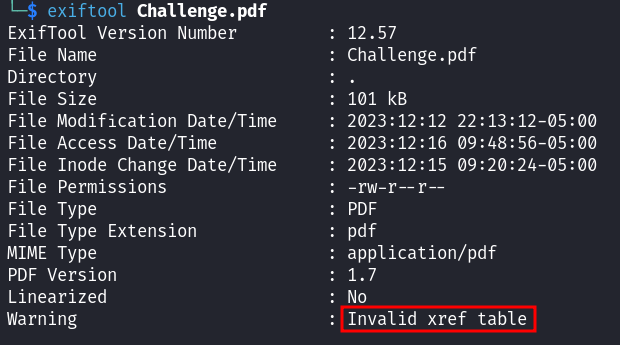 └─$ exiftool Challenge.pdf
ExifTool Version Number : 12.57
File Name : Challenge.pdf
Directory : .
File Size : 101 kB
File Modification Date/Time : 2023:12:12 22:13:12-05:00
File Access Date/Time : 2023:12:16 09:48:56-05:00
File Inode Change Date/Time : 2023:12:15 09:20:24-05:00
File Permissions : -rw-r--r--
File Type : PDF
File Type Extension : pdf
MIME Type : application/pdf
PDF Version : 1.7
Linearized : No
Warning : Invalid xref table